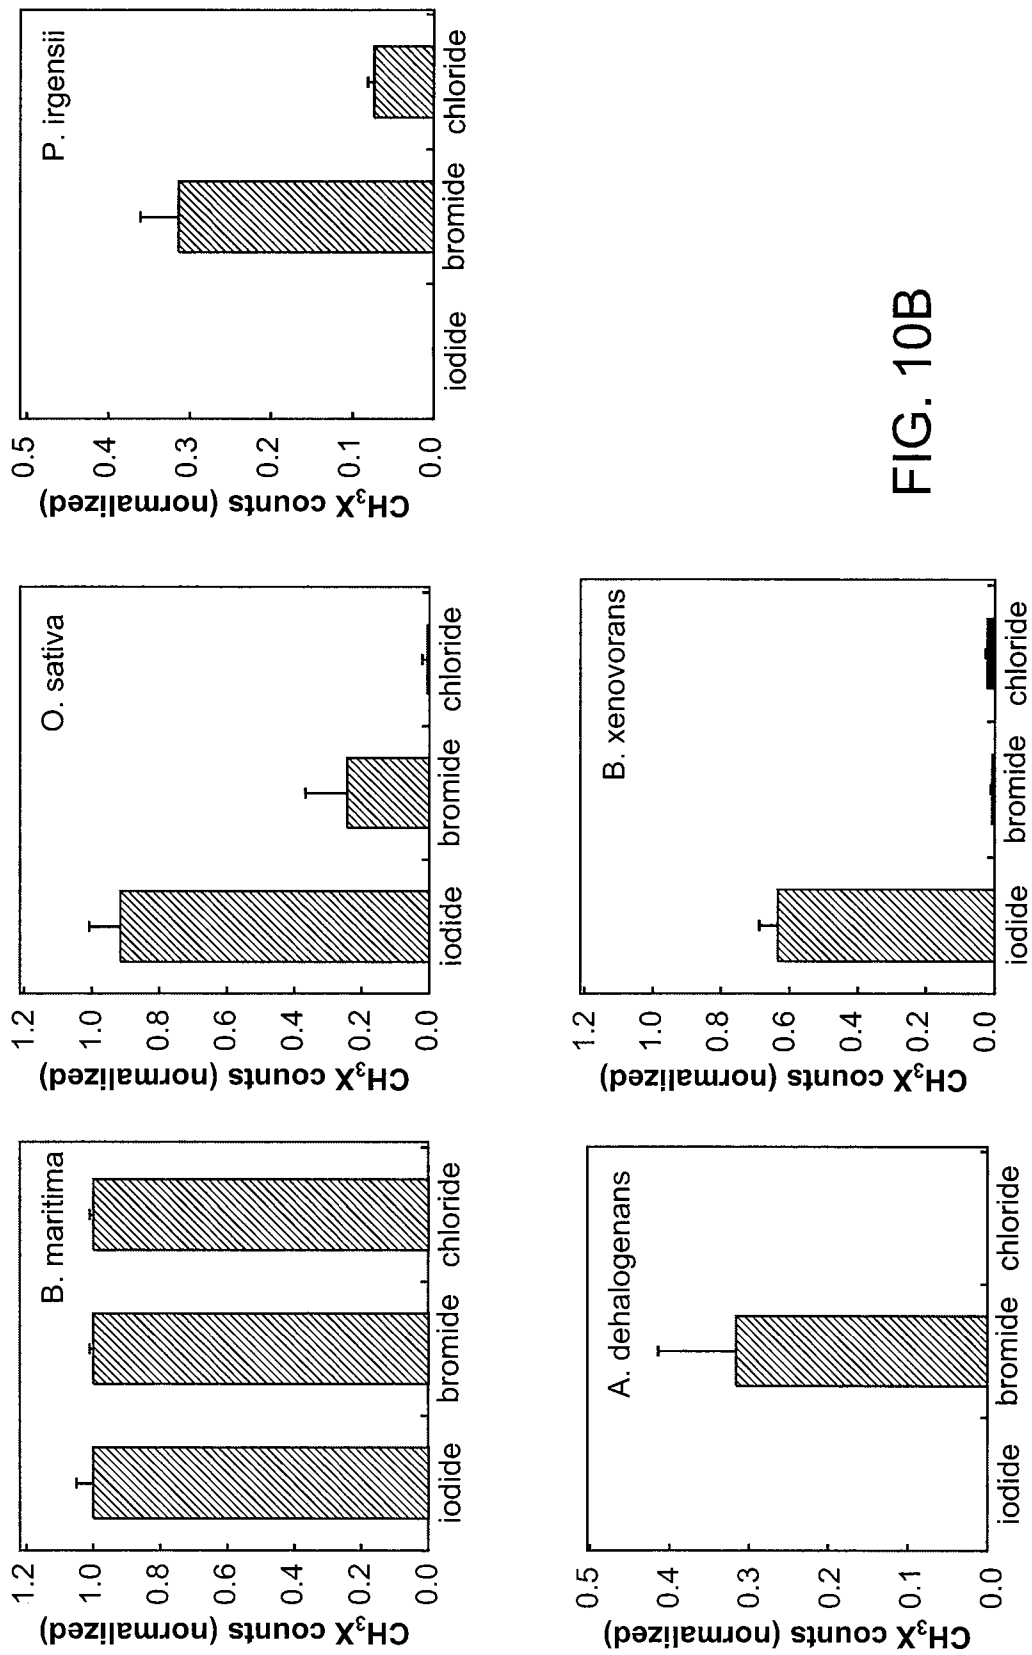 B. maritima
CH₃X counts (normalized)
1.2
1.0
0.8
0.6
0.4
0.2
0.0
iodide bromide chloride
O. sativa
CH₃X counts (normalized)
1.2
1.0
0.8
0.6
0.4
0.2
0.0
iodide bromide chloride
P. irgensii
CH₃X counts (normalized)
0.5
0.4
0.3
0.2
0.1
0.0
iodide bromide chloride
A. dehalogenans
CH₃X counts (normalized)
0.5
0.4
0.3
0.2
0.1
0.0
iodide bromide chloride
B. xenovorans
CH₃X counts (normalized)
1.2
1.0
0.8
0.6
0.4
0.2
0.0
iodide bromide chloride
FIG. 10B